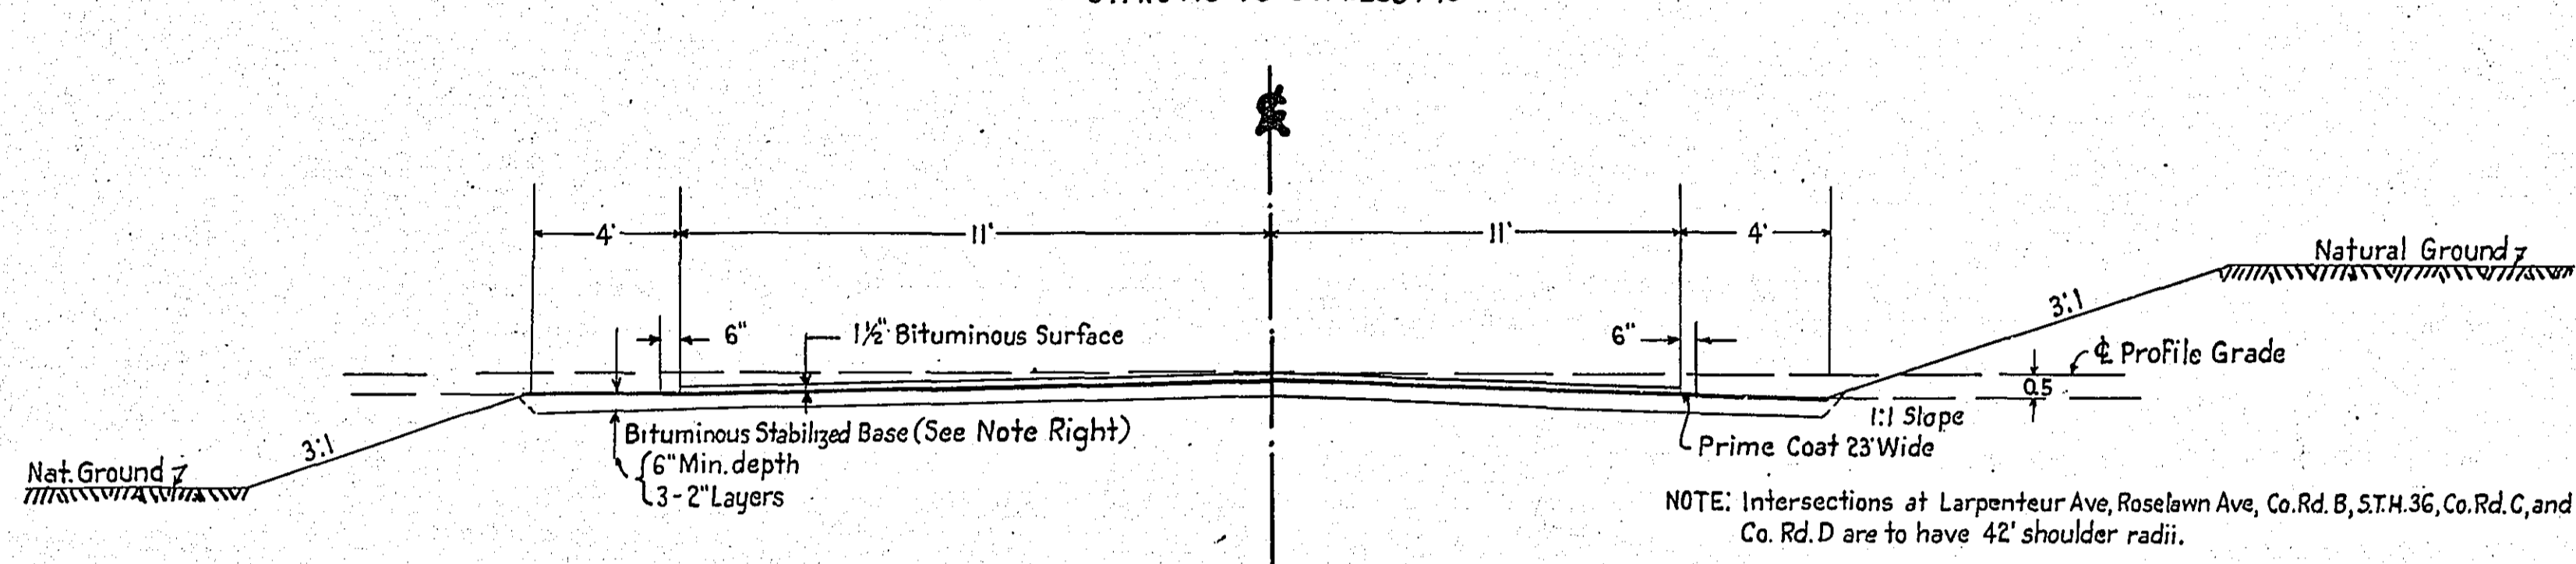 ℄
4'
11'
11'
4'
Natural Ground
3:1
6"
1½" Bituminous Surface
6"
℄ Profile Grade
0.5
1:1 Slope
Bituminous Stabilized Base (See Note Right)
Prime Coat 23' Wide
3:1
6" Min. depth
3-2" Layers
Nat. Ground
NOTE: Intersections at Larpenteur Ave, Roselawn Ave, Co.Rd.B, S.T.H.36, Co.Rd.C, and
Co. Rd. D are to have 42' shoulder radii.